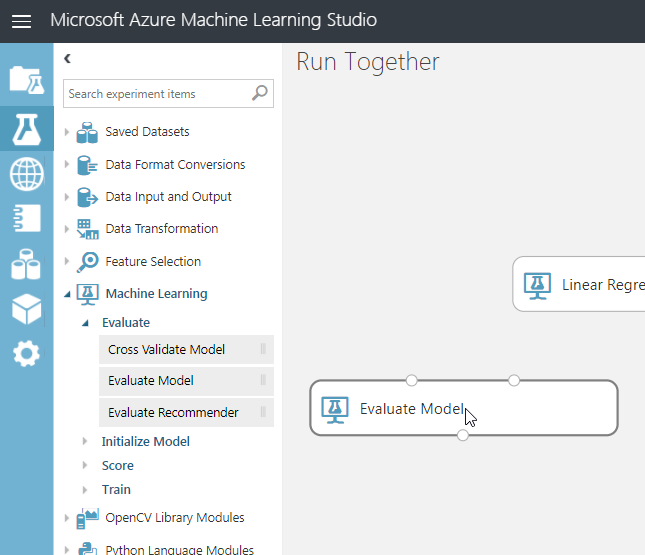 Microsoft Azure Machine Learning Studio
Run Together
Search experiment items
Saved Datasets
Data Format Conversions
Data Input and Output
Data Transformation
Feature Selection
Machine Learning
Evaluate
Cross Validate Model
Evaluate Model
Evaluate Recommender
Initialize Model
Score
Train
OpenCV Library Modules
Python Language Modules
Linear Regre
Evaluate Model